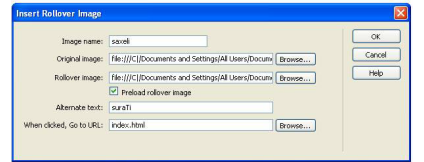 Insert Rollover Image
Image name: saxeli OK
Original image: file:///C|/Documents and Settings/All Users/Docum Browse... Cancel
Rollover image: file:///C|/Documents and Settings/All Users/Docum Browse... Help
Preload rollover image
Alternate text: suraTi
When clicked, Go to URL: index.html Browse...